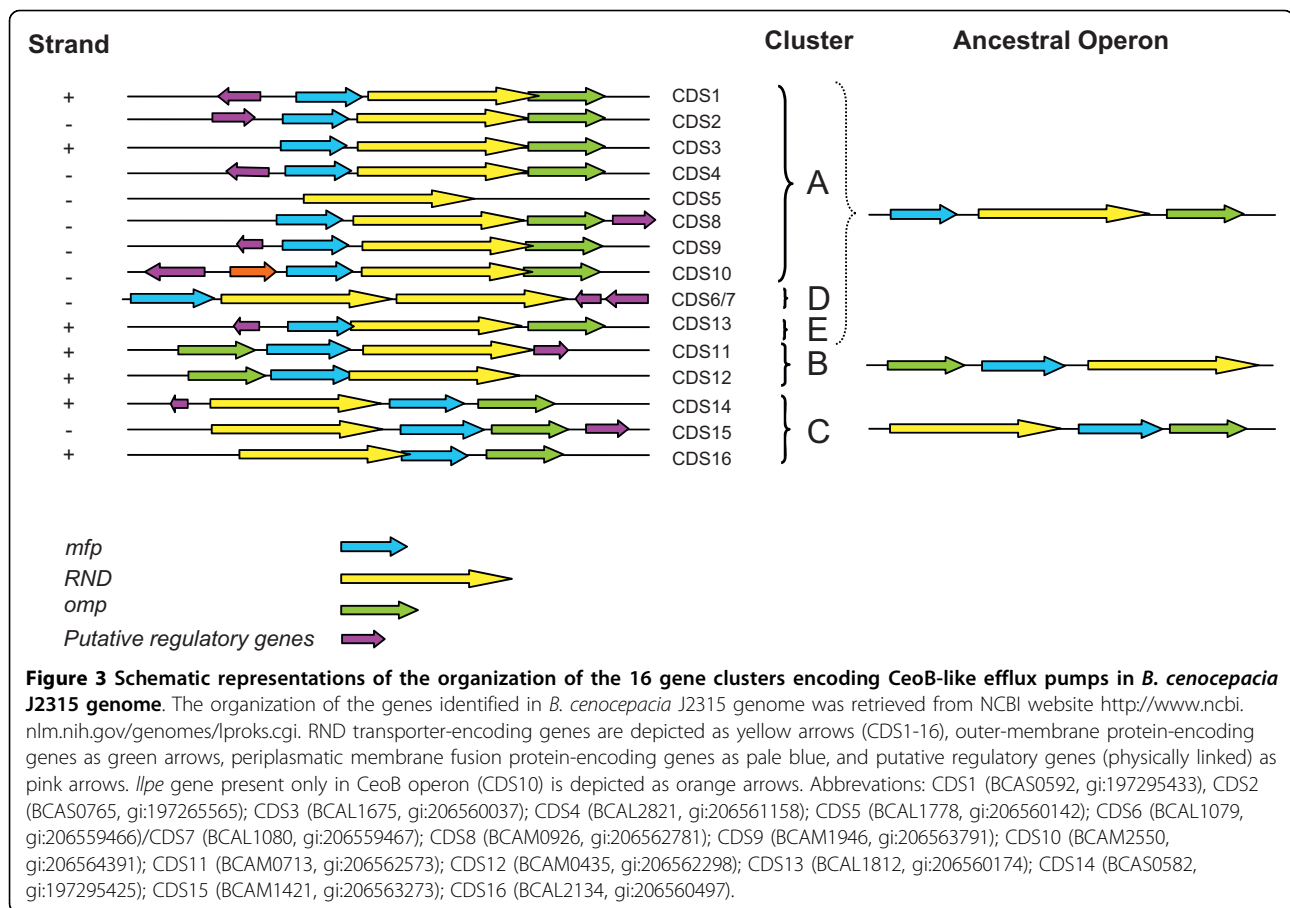 Strand Cluster Ancestral Operon
+ CDS1
- CDS2
+ CDS3
- CDS4
A
- CDS5
- CDS8
- CDS9
- CDS10
- CDS6/7 D
+ CDS13 E
+ CDS11
B
+ CDS12
+ CDS14
- CDS15 C
+ CDS16
mfp
RND
omp
Putative regulatory genes
Figure 3 Schematic representations of the organization of the 16 gene clusters encoding CeoB-like efflux pumps in B. cenocepacia
J2315 genome. The organization of the genes identified in B. cenocepacia J2315 genome was retrieved from NCBI website http://www.ncbi.
nlm.nih.gov/genomes/lproks.cgi. RND transporter-encoding genes are depicted as yellow arrows (CDS1-16), outer-membrane protein-encoding
genes as green arrows, periplasmic membrane fusion protein-encoding genes as pale blue, and putative regulatory genes (physically linked) as
pink arrows. llpe gene present only in CeoB operon (CDS10) is depicted as orange arrows. Abbrevations: CDS1 (BCAS0592, gi:197295433), CDS2
(BCAS0765, gi:197265565); CDS3 (BCAL1675, gi:206560037); CDS4 (BCAL2821, gi:206561158); CDS5 (BCAL1778, gi:206560142); CDS6 (BCAL1079,
gi:206559466)/CDS7 (BCAL1080, gi:206559467); CDS8 (BCAM0926, gi:206562781); CDS9 (BCAM1946, gi:206563791); CDS10 (BCAM2550,
gi:206564391); CDS11 (BCAM0713, gi:206562573); CDS12 (BCAM0435, gi:206562298); CDS13 (BCAL1812, gi:206560174); CDS14 (BCAS0582,
gi:197295425); CDS15 (BCAM1421, gi:206563273); CDS16 (BCAL2134, gi:206560497).